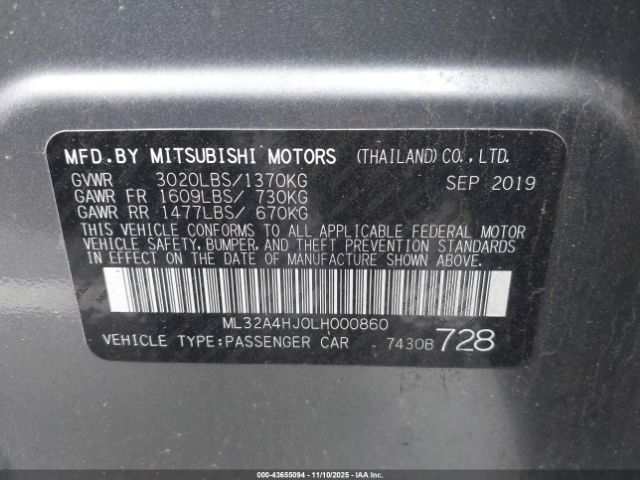 MFD.BY MITSUBISHI MOTORS (THAILAND)CO.,LTD.
GVWR 3020LBS/1370KG SEP 2019
GAWR FR 1609LBS/ 730KG
GAWR RR 1477LBS/ 670KG
THIS VEHICLE CONFORMS TO ALL APPLICABLE FEDERAL MOTOR
VEHICLE SAFETY, BUMPER, AND THEFT PREVENTION STANDARDS
IN EFFECT ON THE DATE OF MANUFACTURE SHOWN ABOVE.
ML32A4HJ0LH000860
VEHICLE TYPE:PASSENGER CAR 7430B 728
000-43655094 - 11/10/2025 - IAAI.COM